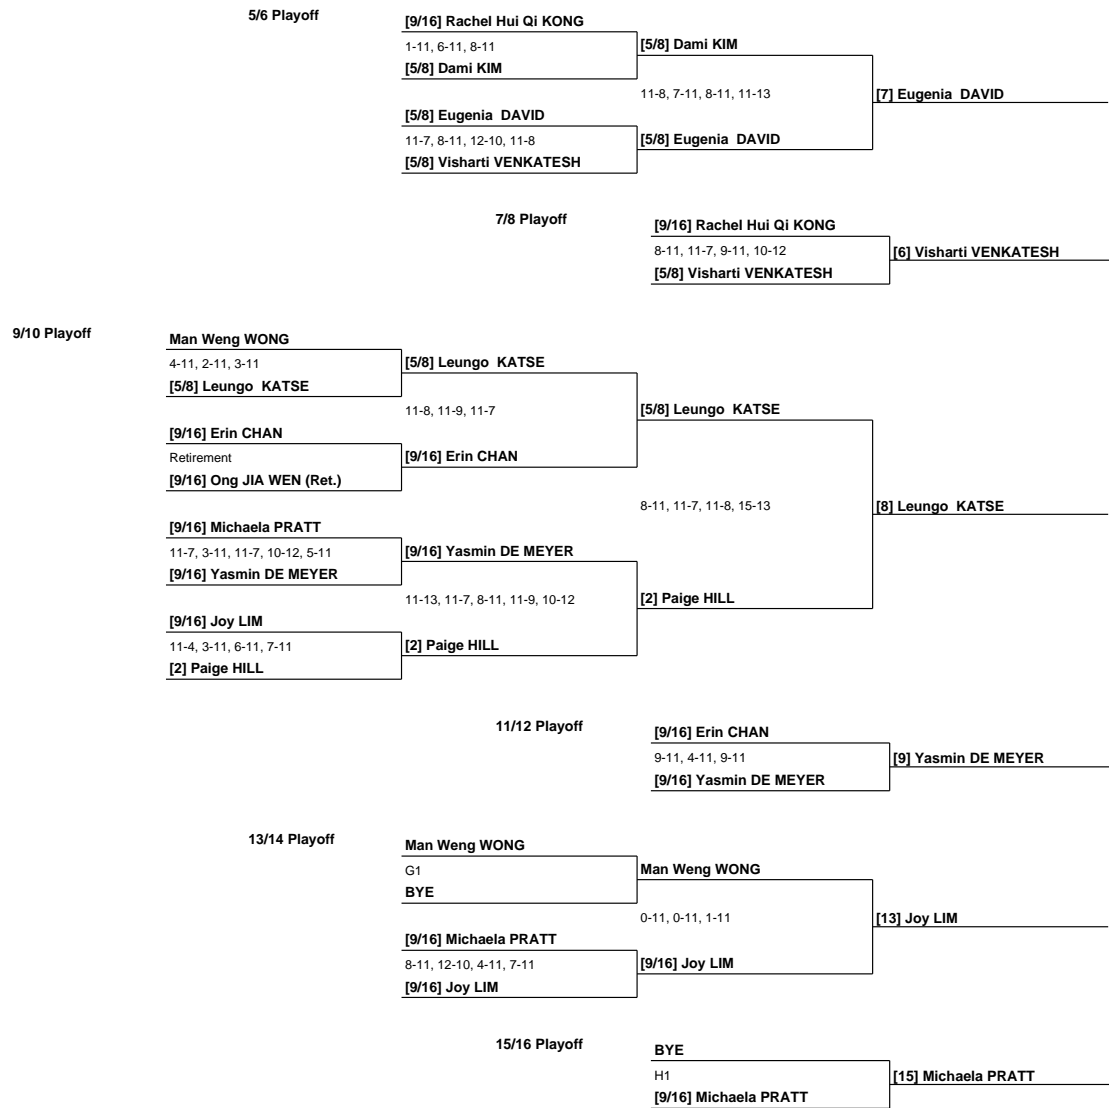 5/6 Playoff
[9/16] Rachel Hui Qi KONG
1-11, 6-11, 8-11
[5/8] Dami KIM
[5/8] Dami KIM
11-8, 7-11, 8-11, 11-13
[7] Eugenia  DAVID
[5/8] Eugenia  DAVID
11-7, 8-11, 12-10, 11-8
[5/8] Eugenia  DAVID
[5/8] Visharti VENKATESH
7/8 Playoff
[9/16] Rachel Hui Qi KONG
8-11, 11-7, 9-11, 10-12
[6] Visharti VENKATESH
[5/8] Visharti VENKATESH
9/10 Playoff
Man Weng WONG
4-11, 2-11, 3-11
[5/8] Leungo  KATSE
[5/8] Leungo  KATSE
11-8, 11-9, 11-7
[5/8] Leungo  KATSE
[9/16] Erin CHAN
Retirement
[9/16] Erin CHAN
[9/16] Ong JIA WEN (Ret.)
8-11, 11-7, 11-8, 15-13
[8] Leungo  KATSE
[9/16] Michaela PRATT
11-7, 3-11, 11-7, 10-12, 5-11
[9/16] Yasmin DE MEYER
[9/16] Yasmin DE MEYER
11-13, 11-7, 8-11, 11-9, 10-12
[2] Paige HILL
[9/16] Joy LIM
11-4, 3-11, 6-11, 7-11
[2] Paige HILL
[2] Paige HILL
11/12 Playoff
[9/16] Erin CHAN
9-11, 4-11, 9-11
[9] Yasmin DE MEYER
[9/16] Yasmin DE MEYER
13/14 Playoff
Man Weng WONG
G1
Man Weng WONG
BYE
0-11, 0-11, 1-11
[13] Joy LIM
[9/16] Michaela PRATT
8-11, 12-10, 4-11, 7-11
[9/16] Joy LIM
[9/16] Joy LIM
15/16 Playoff
BYE
H1
[15] Michaela PRATT
[9/16] Michaela PRATT